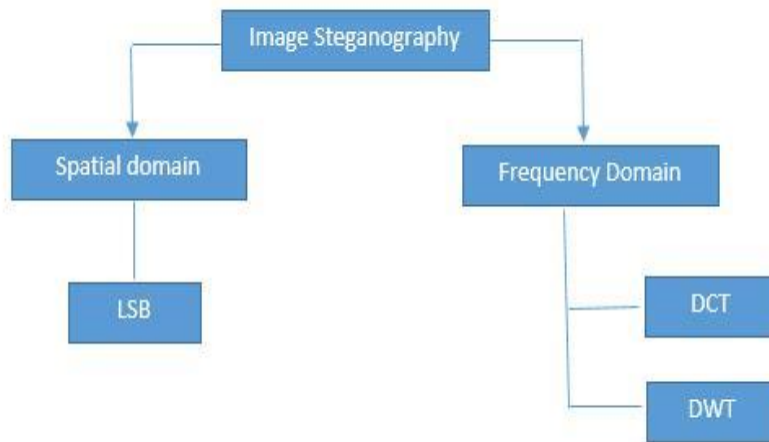 Image Steganography
Spatial domain
Frequency Domain
LSB
DCT
DWT